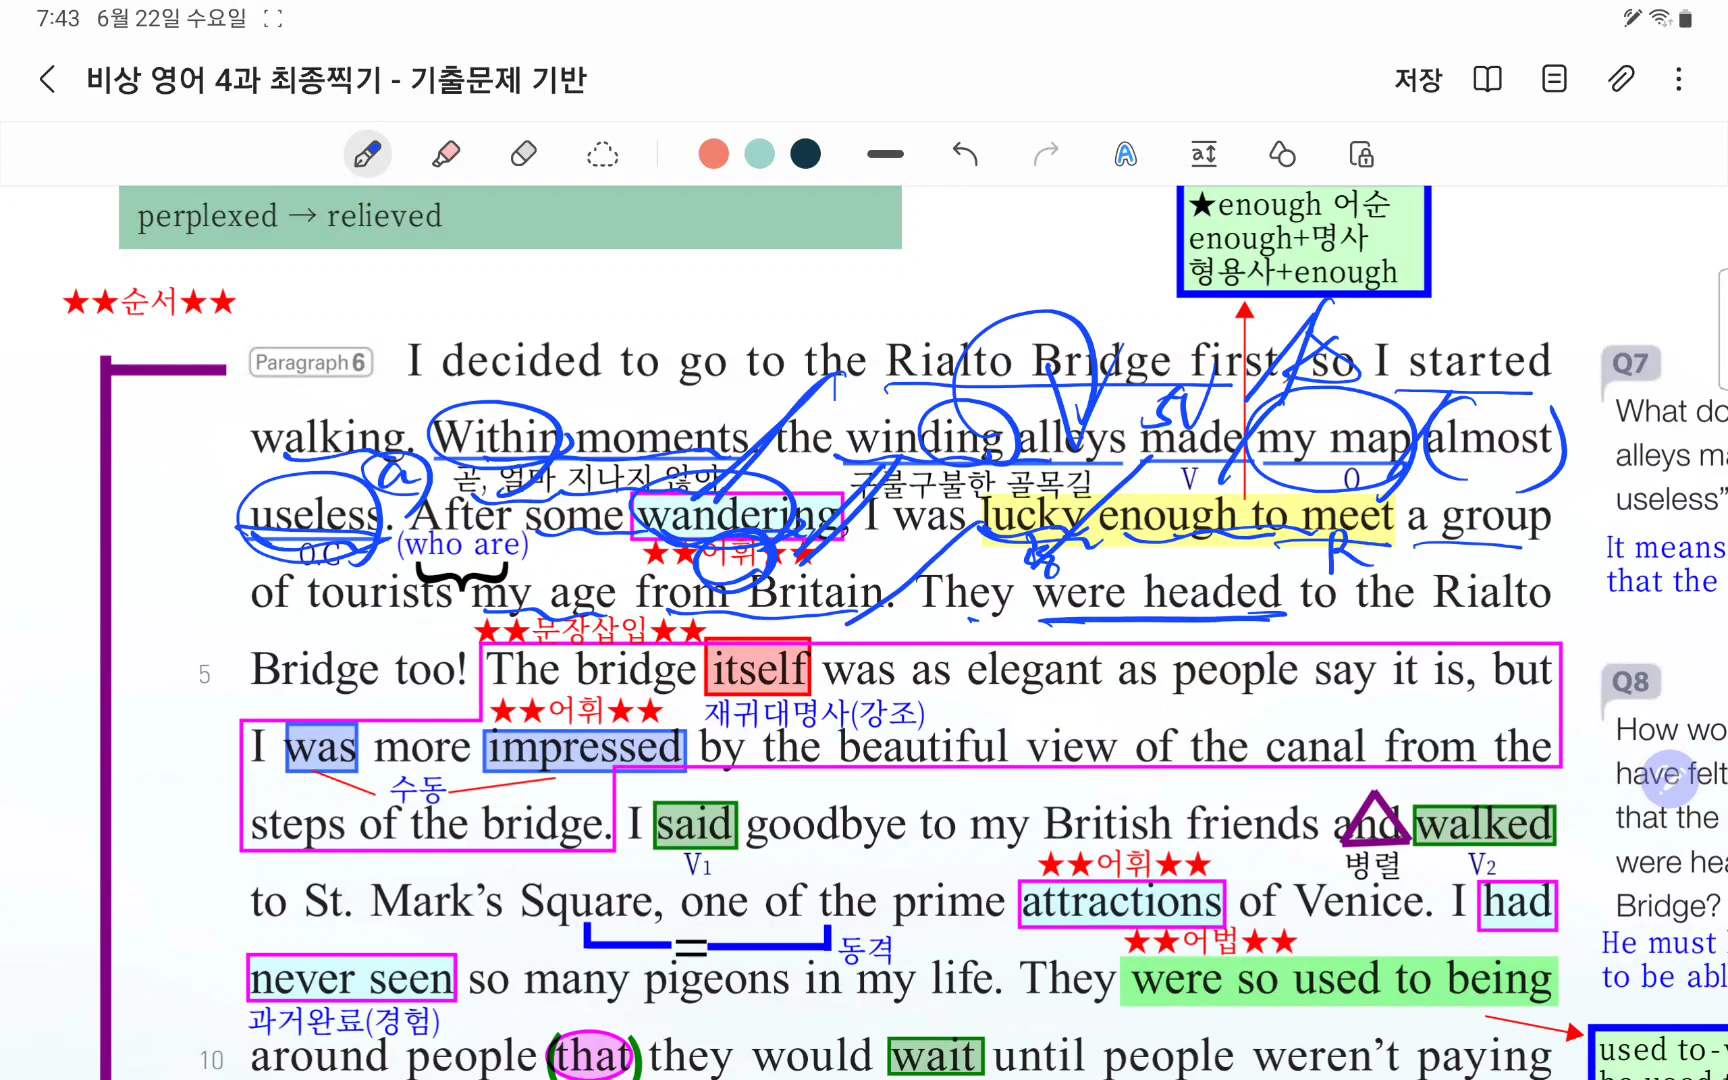 7:43 6월 22일 수요일
비상 영어 4과 최종찍기 - 기출문제 기반
저장
perplexed → relieved
★enough 어순
enough+명사
형용사+enough
★★순서★★
Paragraph 6 I decided to go to the Rialto Bridge first, so I started
walking. Within moments, the winding alleys made my map almost
곧, 얼마 지나지 않아 구불구불한 골목길 V O
useless. After some wandering, I was lucky enough to meet a group
O.C (who are) ★★어휘★★
of tourists my age from Britain. They were headed to the Rialto
★★문장삽입★★
5 Bridge too! The bridge itself was as elegant as people say it is, but
★★어휘★★ 재귀대명사(강조)
I was more impressed by the beautiful view of the canal from the
수동
steps of the bridge. I said goodbye to my British friends and walked
V1 ★★어휘★★ 병렬 V2
to St. Mark's Square, one of the prime attractions of Venice. I had
= 동격 ★★어법★★
never seen so many pigeons in my life. They were so used to being
과거완료(경험)
10 around people (that) they would wait until people weren't paying
Q7
What do
alleys ma
useless"
It means
that the
Q8
How wo
have felt
that the
were hea
Bridge?
He must
to be abl
used to-v